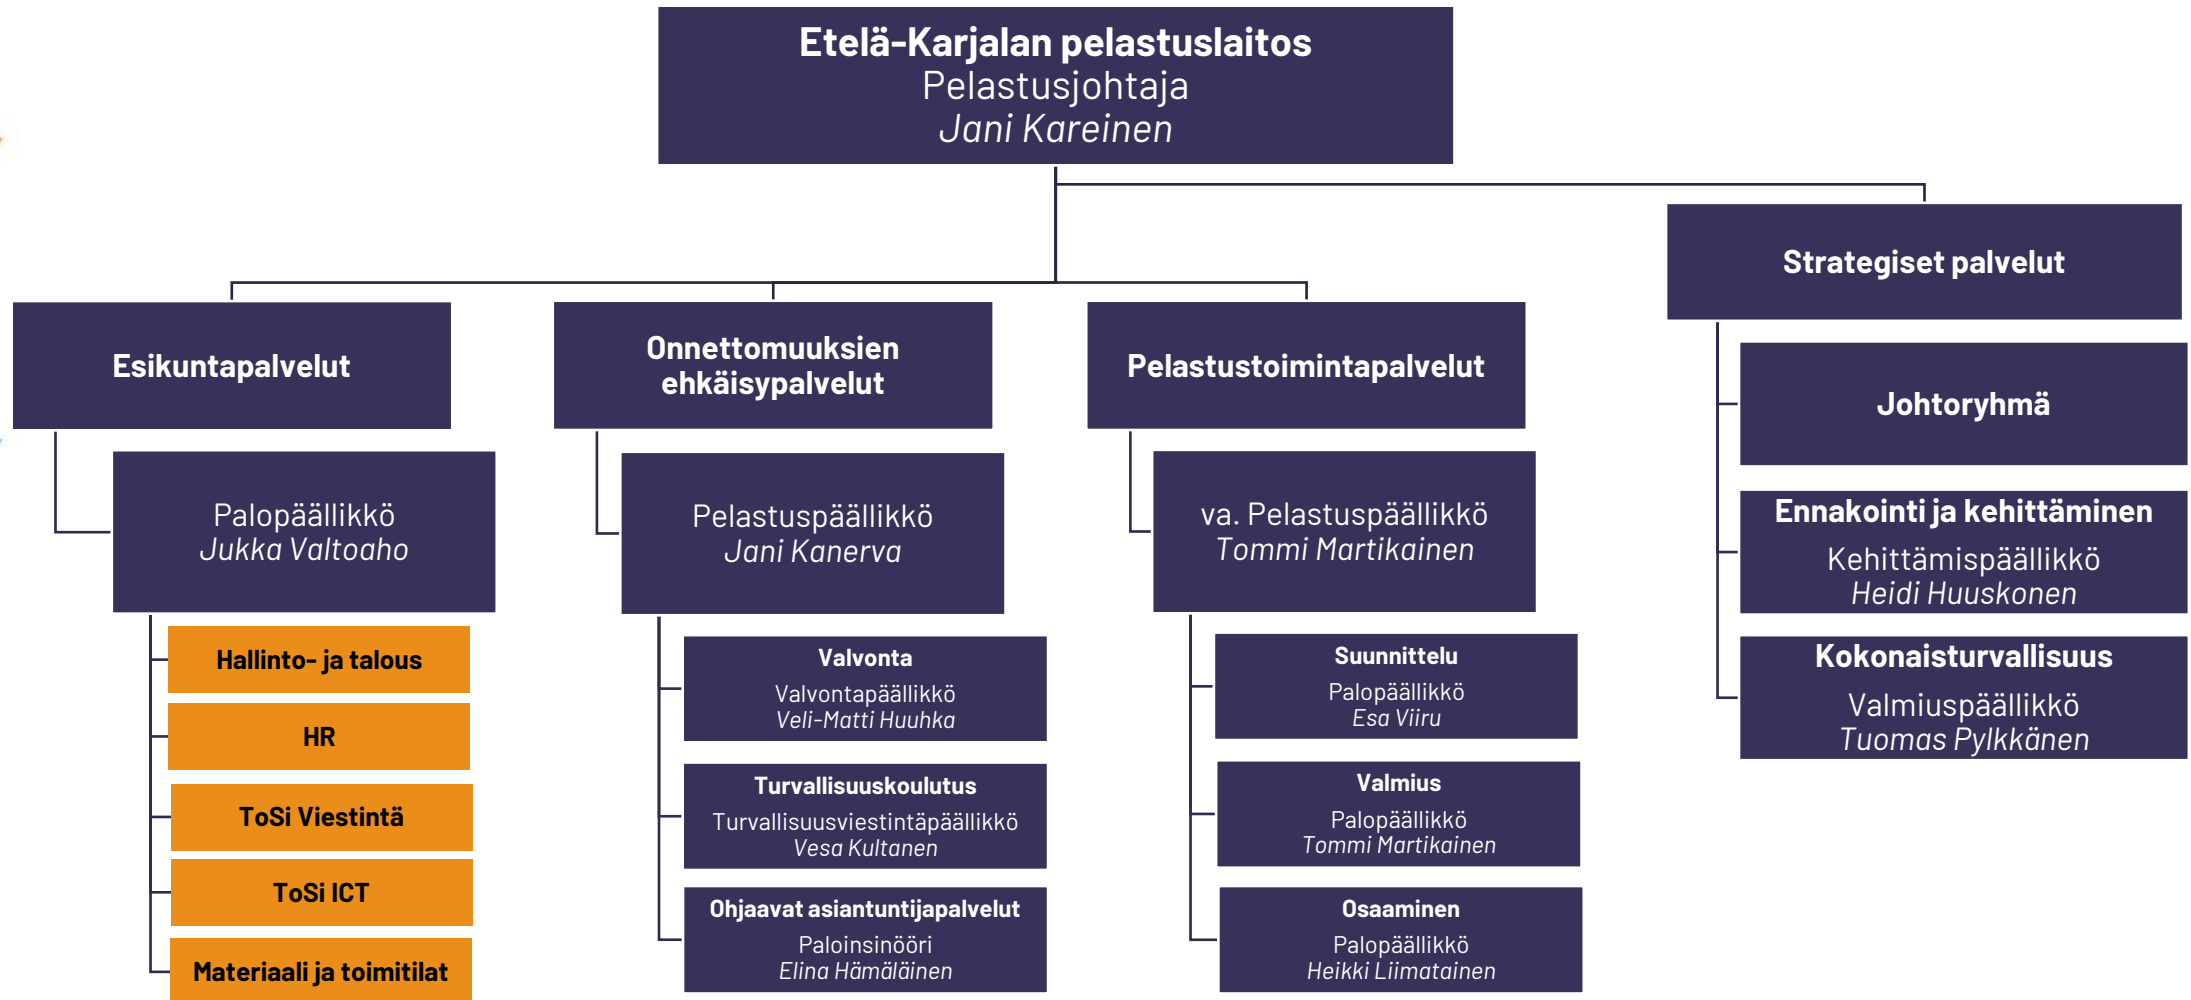 Etelä-Karjalan pelastuslaitos
Pelastusjohtaja
Jani Kareinen
Esikuntapalvelut
Palopäällikkö
Jukka Valtoaho
Hallinto- ja talous
HR
ToSi Viestintä
ToSi ICT
Materiaali ja toimitilat
Onnettomuuksien
ehkäisypalvelut
Pelastuspäällikkö
Jani Kanerva
Valvonta
Valvontapäällikkö
Veli-Matti Huuhka
Turvallisuuskoulutus
Turvallisuusviestintäpäällikkö
Vesa Kultanen
Ohjaavat asiantuntijapalvelut
Paloinsinööri
Elina Hämäläinen
Pelastustoimintapalvelut
va. Pelastuspäällikkö
Tommi Martikainen
Suunnittelu
Palopäällikkö
Esa Viiru
Valmius
Palopäällikkö
Tommi Martikainen
Osaaminen
Palopäällikkö
Heikki Liimatainen
Strategiset palvelut
Johtoryhmä
Ennakointi ja kehittäminen
Kehittämispäällikkö
Heidi Huuskonen
Kokonaisturvallisuus
Valmiuspäällikkö
Tuomas Pylkkänen